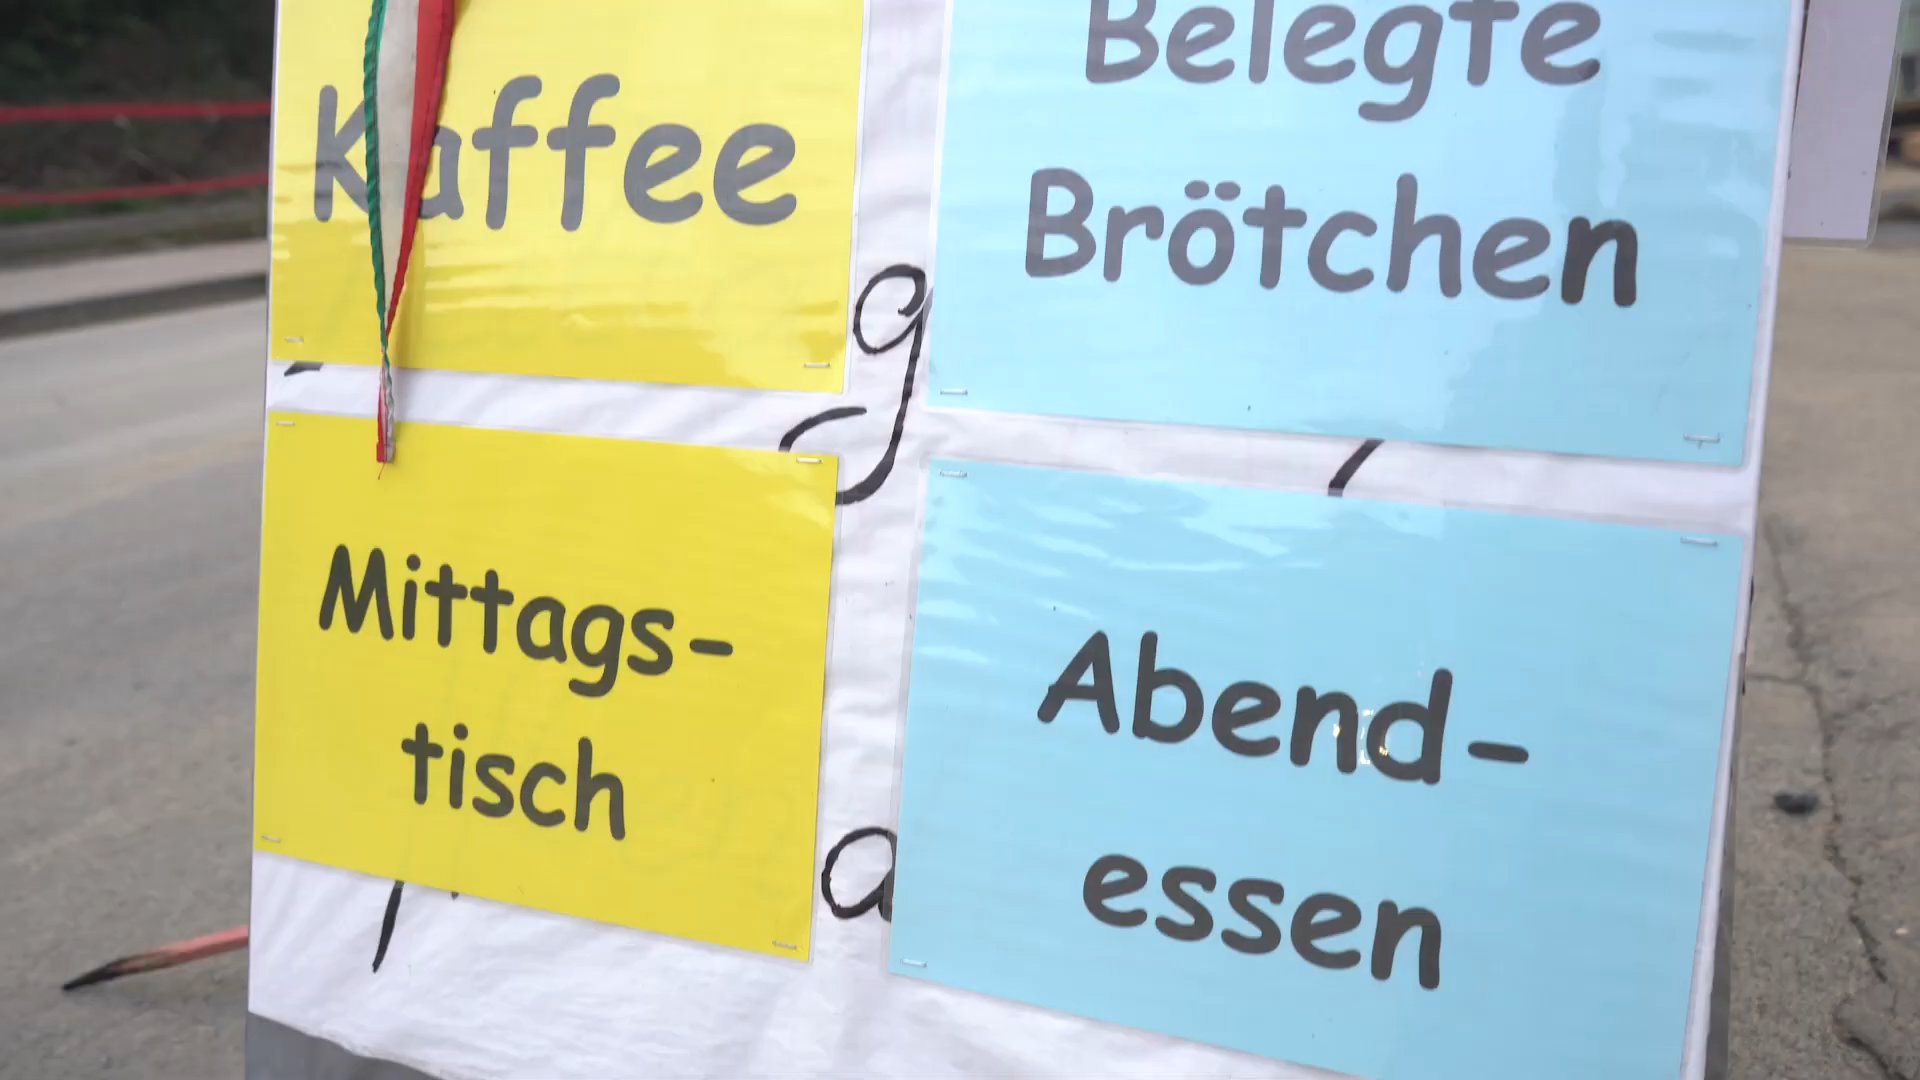 Kaffee
Belegte
Brötchen
Mittags-
tisch
Abend-
essen